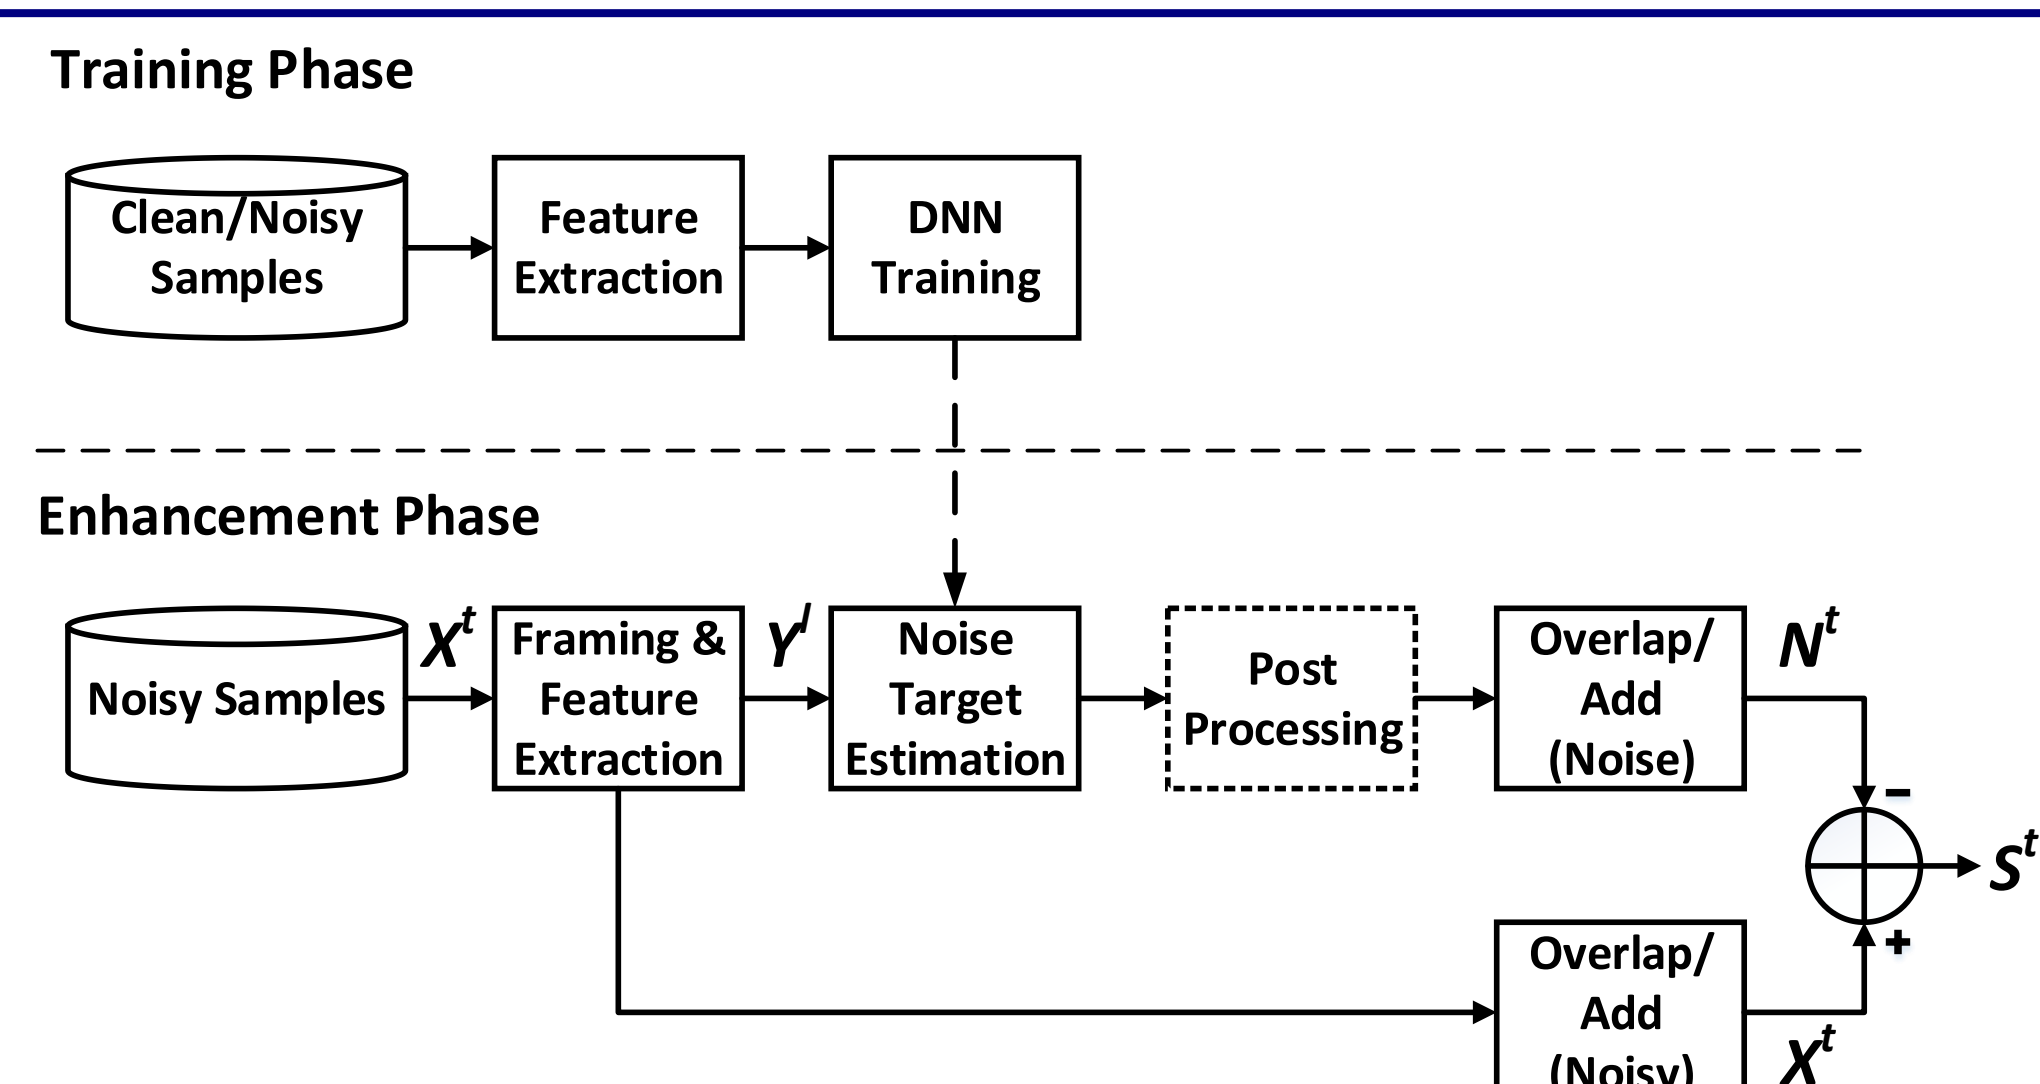 Training Phase
Clean/Noisy
Samples
Feature
Extraction
DNN
Training
Enhancement Phase
Noisy Samples
X^t
Framing &
Feature
Extraction
Y^l
Noise
Target
Estimation
Post
Processing
Overlap/
Add
(Noise)
N^t
-
S^t
+
Overlap/
Add
(Noisy)
X^t